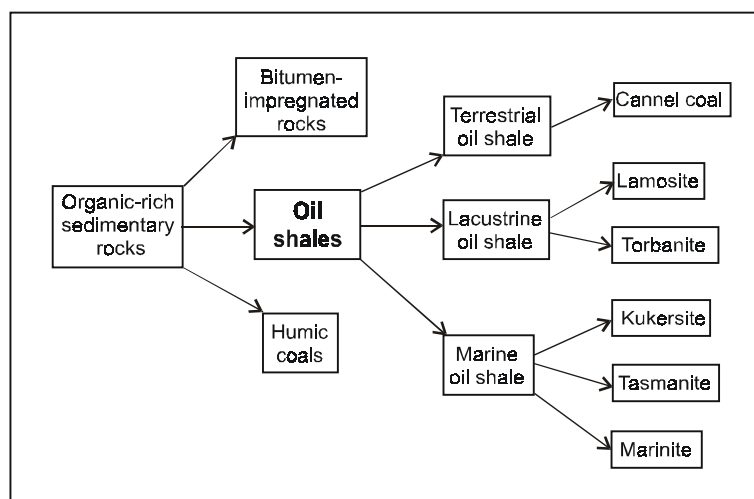 Bitumen-
impregnated
rocks
Organic-rich
sedimentary
rocks
Oil
shales
Humic
coals
Terrestrial
oil shale
Lacustrine
oil shale
Marine
oil shale
Cannel coal
Lamosite
Torbanite
Kukersite
Tasmanite
Marinite